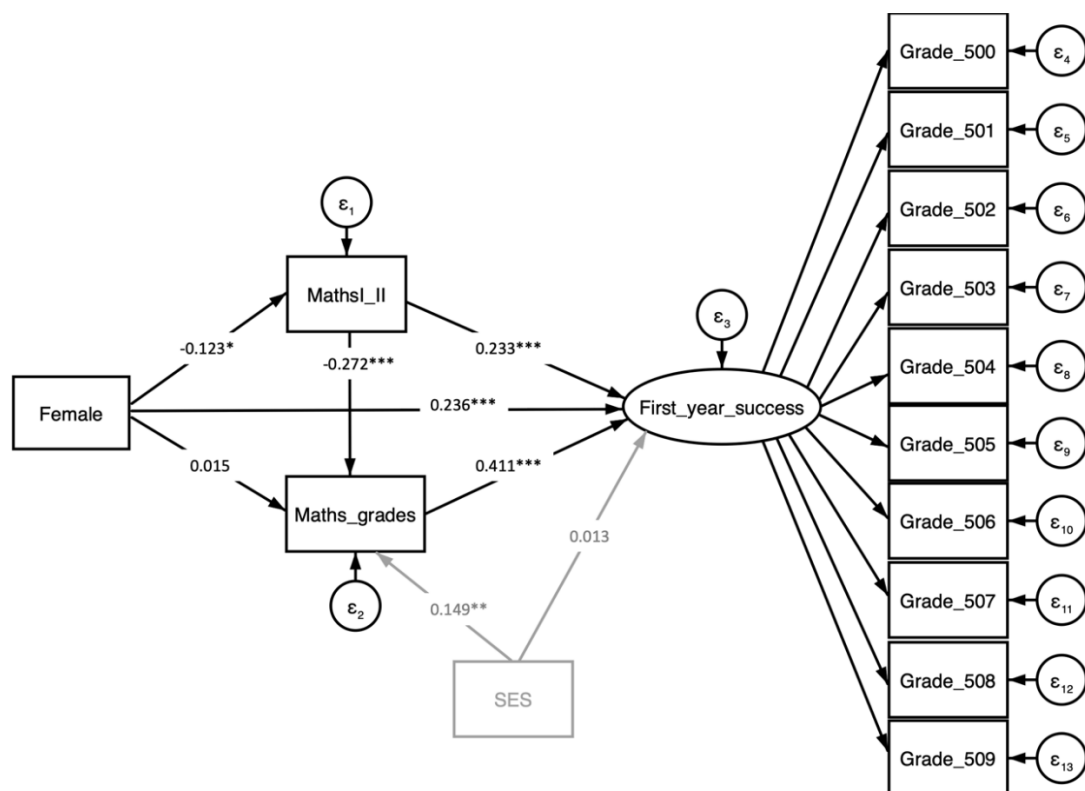 Grade_500
ε4
Grade_501
ε5
ε1
Grade_502
ε6
MathsI_II
Grade_503
ε7
ε3
-0.123*
-0.272***
0.233***
Grade_504
ε8
Female
0.236***
First_year_success
Grade_505
ε9
0.015
0.411***
Maths_grades
Grade_506
ε10
0.013
ε2
0.149**
Grade_507
ε11
SES
Grade_508
ε12
Grade_509
ε13